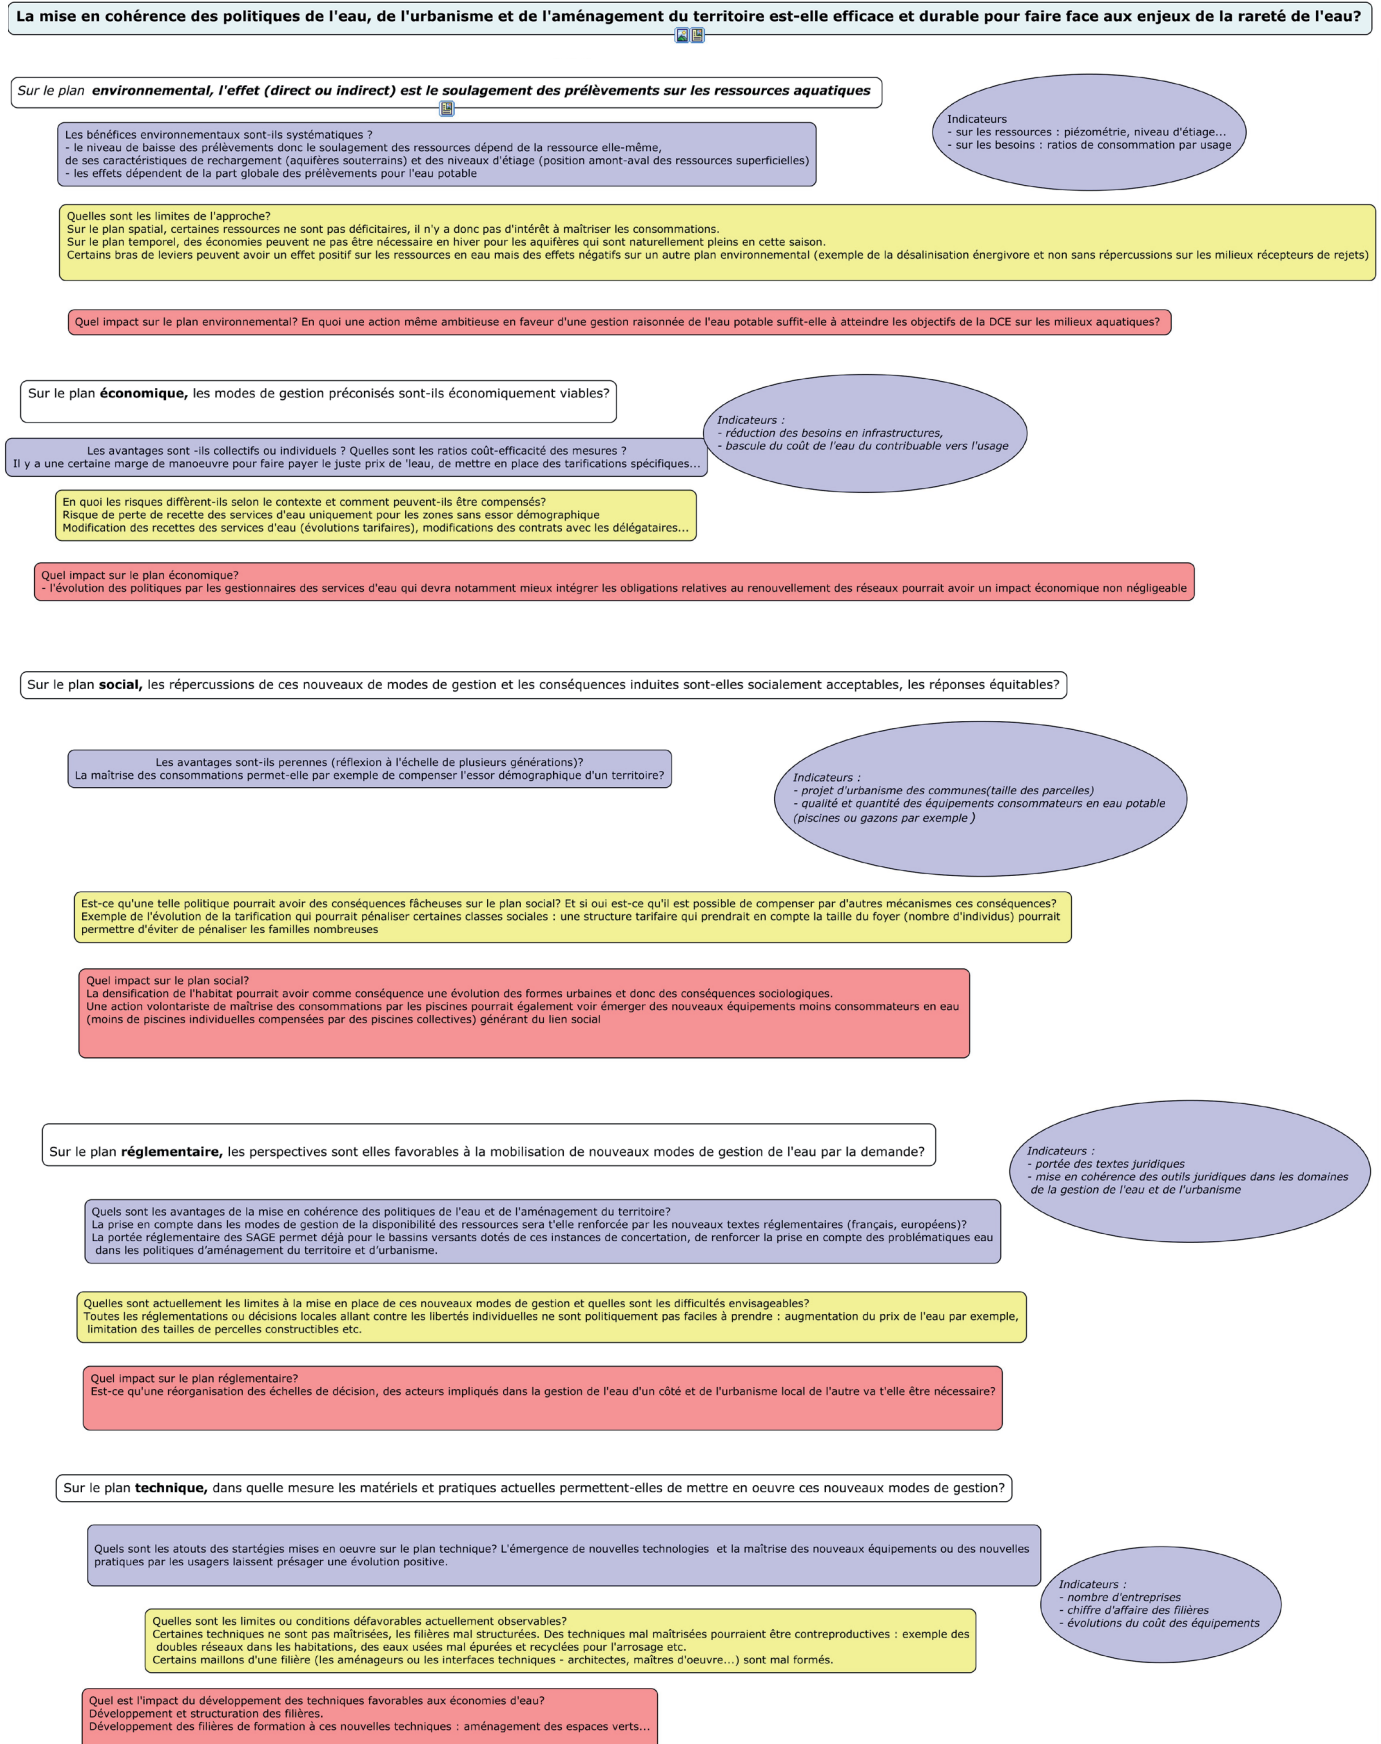 La mise en cohérence des politiques de l'eau, de l'urbanisme et de l'aménagement du territoire est-elle efficace et durable pour faire face aux enjeux de la rareté de l'eau?
Sur le plan environnemental, l'effet (direct ou indirect) est le soulagement des prélèvements sur les ressources aquatiques
Les bénéfices environnementaux sont-ils systématiques ?
- le niveau de baisse des prélèvements donc le soulagement des ressources dépend de la ressource elle-même,
de ses caractéristiques de rechargement (aquifères souterrains) et des niveaux d'étiage (position amont-aval des ressources superficielles)
- les effets dépendent de la part globale des prélèvements pour l'eau potable
Indicateurs
- sur les ressources : piézométrie, niveau d'étiage...
- sur les besoins : ratios de consommation par usage
Quelles sont les limites de l'approche?
Sur le plan spatial, certaines ressources ne sont pas déficitaires, il n'y a donc pas d'intérêt à maîtriser les consommations.
Sur le plan temporel, des économies peuvent ne pas être nécessaire en hiver pour les aquifères qui sont naturellement pleins en cette saison.
Certains bras de leviers peuvent avoir un effet positif sur les ressources en eau mais des effets négatifs sur un autre plan environnemental (exemple de la désalinisation énergivore et non sans répercussions sur les milieux récepteurs de rejets)
Quel impact sur le plan environnemental? En quoi une action même ambitieuse en faveur d'une gestion raisonnée de l'eau potable suffit-elle à atteindre les objectifs de la DCE sur les milieux aquatiques?
Sur le plan économique, les modes de gestion préconisés sont-ils économiquement viables?
Indicateurs :
- réduction des besoins en infrastructures,
- bascule du coût de l'eau du contribuable vers l'usage
Les avantages sont -ils collectifs ou individuels ? Quelles sont les ratios coût-efficacité des mesures ?
Il y a une certaine marge de manoeuvre pour faire payer le juste prix de 'leau, de mettre en place des tarifications spécifiques...
En quoi les risques diffèrent-ils selon le contexte et comment peuvent-ils être compensés?
Risque de perte de recette des services d'eau uniquement pour les zones sans essor démographique
Modification des recettes des services d'eau (évolutions tarifaires), modifications des contrats avec les délégataires...
Quel impact sur le plan économique?
- l'évolution des politiques par les gestionnaires des services d'eau qui devra notamment mieux intégrer les obligations relatives au renouvellement des réseaux pourrait avoir un impact économique non négligeable
Sur le plan social, les répercussions de ces nouveaux de modes de gestion et les conséquences induites sont-elles socialement acceptables, les réponses équitables?
Les avantages sont-ils perennes (réflexion à l'échelle de plusieurs générations)?
La maîtrise des consommations permet-elle par exemple de compenser l'essor démographique d'un territoire?
Indicateurs :
- projet d'urbanisme des communes(taille des parcelles)
- qualité et quantité des équipements consommateurs en eau potable
(piscines ou gazons par exemple )
Est-ce qu'une telle politique pourrait avoir des conséquences fâcheuses sur le plan social? Et si oui est-ce qu'il est possible de compenser par d'autres mécanismes ces conséquences?
Exemple de l'évolution de la tarification qui pourrait pénaliser certaines classes sociales : une structure tarifaire qui prendrait en compte la taille du foyer (nombre d'individus) pourrait
permettre d'éviter de pénaliser les familles nombreuses
Quel impact sur le plan social?
La densification de l'habitat pourrait avoir comme conséquence une évolution des formes urbaines et donc des conséquences sociologiques.
Une action volontariste de maîtrise des consommations par les piscines pourrait également voir émerger des nouveaux équipements moins consommateurs en eau
(moins de piscines individuelles compensées par des piscines collectives) générant du lien social
Sur le plan réglementaire, les perspectives sont elles favorables à la mobilisation de nouveaux modes de gestion de l'eau par la demande?
Indicateurs :
- portée des textes juridiques
- mise en cohérence des outils juridiques dans les domaines
de la gestion de l'eau et de l'urbanisme
Quels sont les avantages de la mise en cohérence des politiques de l'eau et de l'aménagement du territoire?
La prise en compte dans les modes de gestion de la disponibilité des ressources sera t'elle renforcée par les nouveaux textes réglementaires (français, européens)?
La portée réglementaire des SAGE permet déjà pour le bassins versants dotés de ces instances de concertation, de renforcer la prise en compte des problématiques eau
dans les politiques d’aménagement du territoire et d’urbanisme.
Quelles sont actuellement les limites à la mise en place de ces nouveaux modes de gestion et quelles sont les difficultés envisageables?
Toutes les réglementations ou décisions locales allant contre les libertés individuelles ne sont politiquement pas faciles à prendre : augmentation du prix de l'eau par exemple,
limitation des tailles de percelles constructibles etc.
Quel impact sur le plan réglementaire?
Est-ce qu'une réorganisation des échelles de décision, des acteurs impliqués dans la gestion de l'eau d'un côté et de l'urbanisme local de l'autre va t'elle être nécessaire?
Sur le plan technique, dans quelle mesure les matériels et pratiques actuelles permettent-elles de mettre en oeuvre ces nouveaux modes de gestion?
Quels sont les atouts des startégies mises en oeuvre sur le plan technique? L'émergence de nouvelles technologies et la maîtrise des nouveaux équipements ou des nouvelles
pratiques par les usagers laissent présager une évolution positive.
Indicateurs :
- nombre d'entreprises
- chiffre d'affaire des filières
- évolutions du coût des équipements
Quelles sont les limites ou conditions défavorables actuellement observables?
Certaines techniques ne sont pas maîtrisées, les filières mal structurées. Des techniques mal maîtrisées pourraient être contreproductives : exemple des
doubles réseaux dans les habitations, des eaux usées mal épurées et recyclées pour l'arrosage etc.
Certains maillons d'une filière (les aménageurs ou les interfaces techniques - architectes, maîtres d'oeuvre...) sont mal formés.
Quel est l'impact du développement des techniques favorables aux économies d'eau?
Développement et structuration des filières.
Développement des filières de formation à ces nouvelles techniques : aménagement des espaces verts...